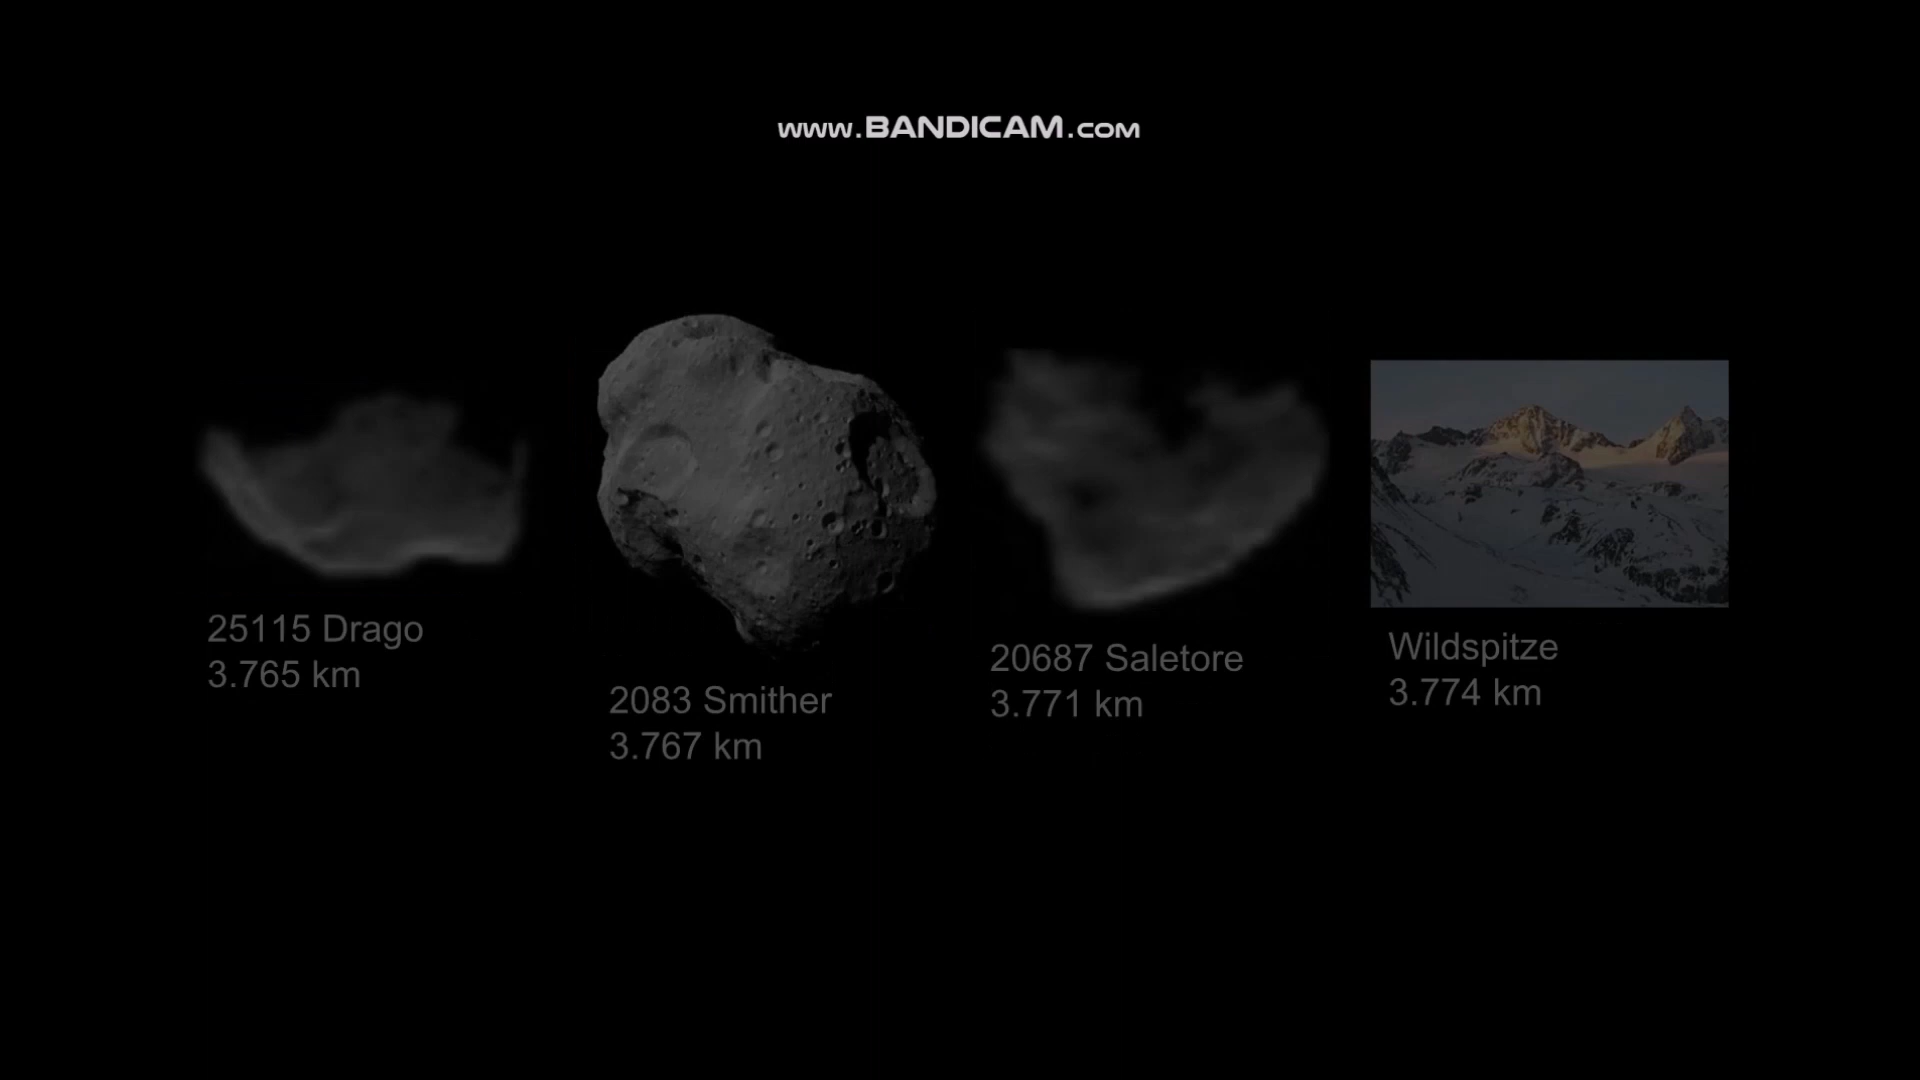 www.BANDICAM.com
25115 Drago
3.765 km
2083 Smither
3.767 km
20687 Saletore
3.771 km
Wildspitze
3.774 km